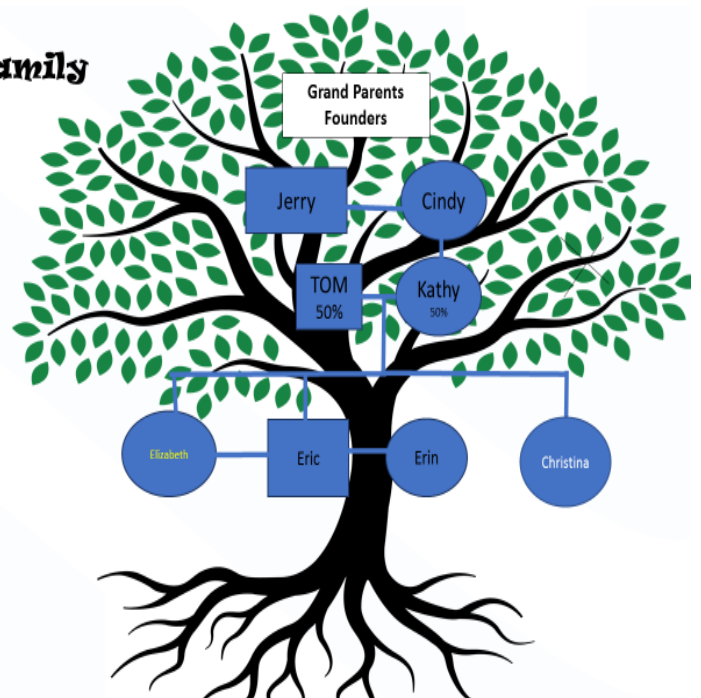 amily
Grand Parents
Founders
Jerry
Cindy
TOM
50%
Kathy
50%
Elizabeth
Eric
Erin
Christina